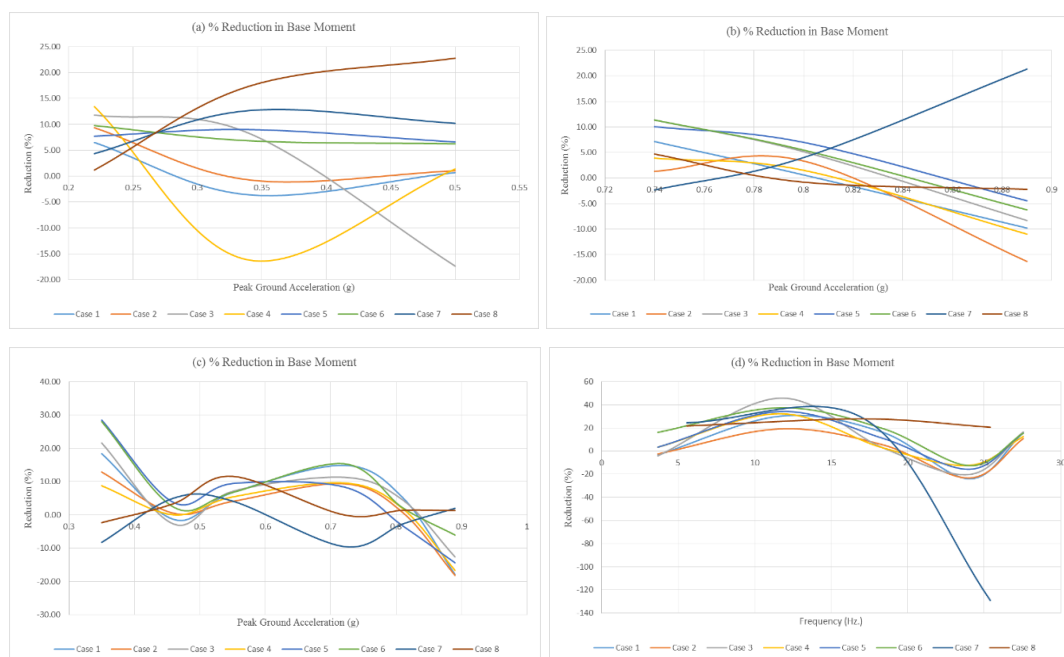 (a) % Reduction in Base Moment
25.00
20.00
15.00
10.00
5.00
0.00
-5.00
-10.00
-15.00
-20.00
Reduction (%)
0.2 0.25 0.3 0.35 0.4 0.45 0.5 0.55
Peak Ground Acceleration (g)
Case 1 Case 2 Case 3 Case 4 Case 5 Case 6 Case 7 Case 8
(b) % Reduction in Base Moment
25.00
20.00
15.00
10.00
5.00
0.00
-5.00
-10.00
-15.00
-20.00
Reduction (%)
0.72 0.74 0.76 0.78 0.8 0.82 0.84 0.86 0.88 0.9
Peak Ground Acceleration (g)
Case 1 Case 2 Case 3 Case 4 Case 5 Case 6 Case 7 Case 8
(c) % Reduction in Base Moment
40.00
30.00
20.00
10.00
0.00
-10.00
-20.00
-30.00
Reduction (%)
0.3 0.4 0.5 0.6 0.7 0.8 0.9 1
Peak Ground Acceleration (g)
Case 1 Case 2 Case 3 Case 4 Case 5 Case 6 Case 7 Case 8
(d) % Reduction in Base Moment
60
40
20
0
-20
-40
-60
-80
-100
-120
140
Reduction (%)
0 5 10 15 20 25 30
Frequency (Hz.)
Case 1 Case 2 Case 3 Case 4 Case 5 Case 6 Case 7 Case 8